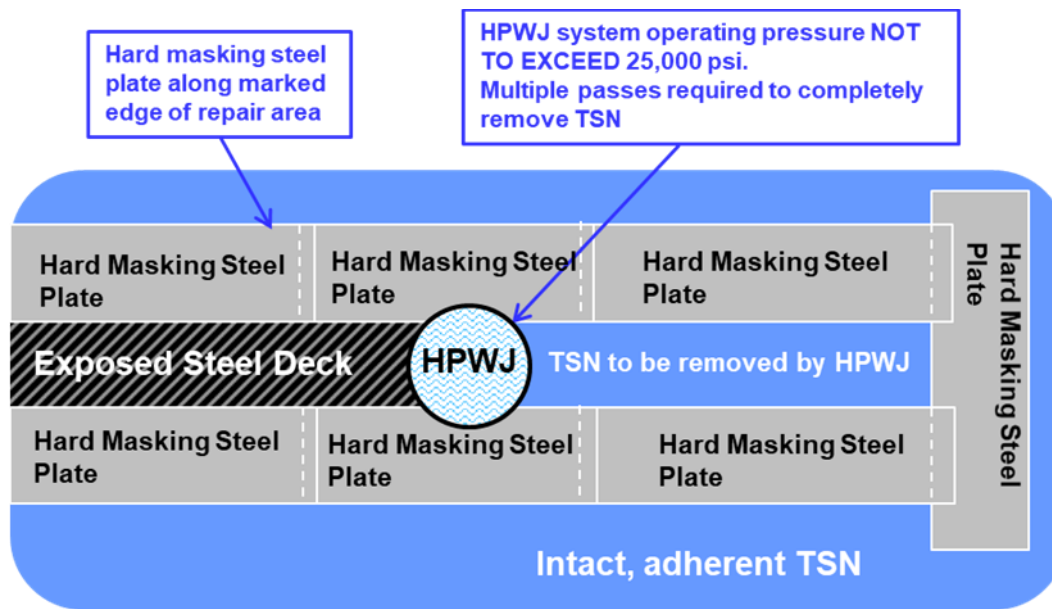 Hard masking steel
plate along marked
edge of repair area
HPWJ system operating pressure NOT
TO EXCEED 25,000 psi.
Multiple passes required to completely
remove TSN
Hard Masking Steel
Plate
Hard Masking Steel
Plate
Hard Masking Steel
Plate
Hard Masking Steel
Plate
Exposed Steel Deck
HPWJ
TSN to be removed by HPWJ
Hard Masking Steel
Plate
Hard Masking Steel
Plate
Hard Masking Steel
Plate
Intact, adherent TSN